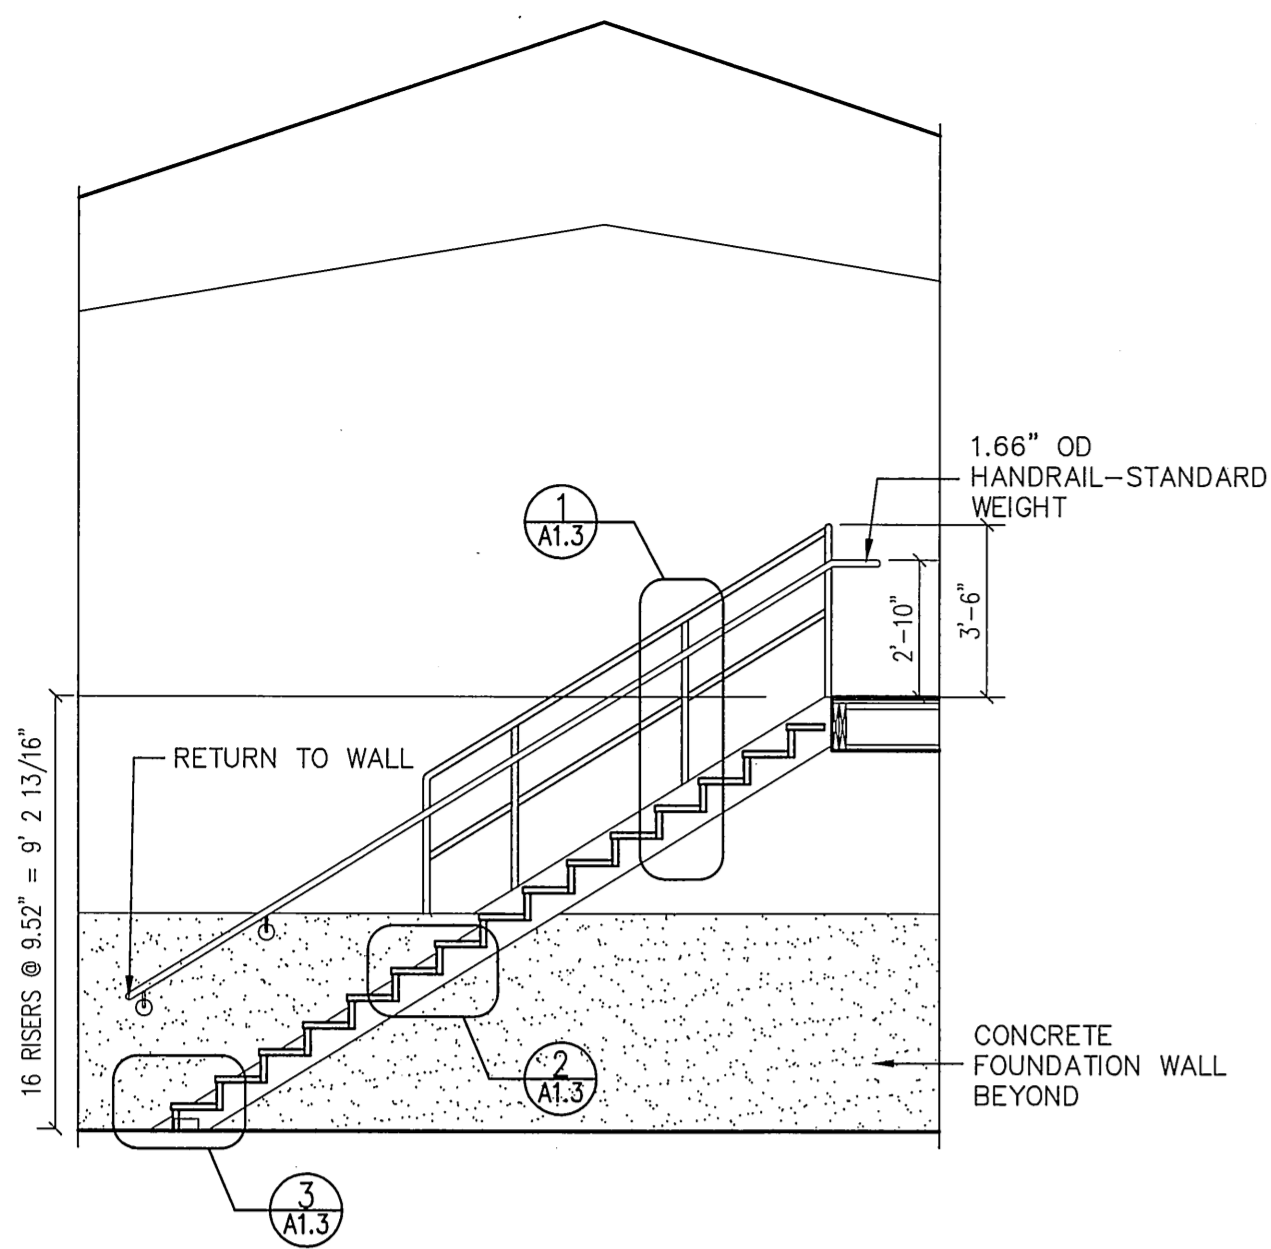 1.66" OD
HANDRAIL-STANDARD
WEIGHT
1
A1.3
2'-10"
3'-6"
RETURN TO WALL
16 RISERS @ 9.52" = 9' 2 13/16"
CONCRETE
FOUNDATION WALL
BEYOND
2
A1.3
3
A1.3